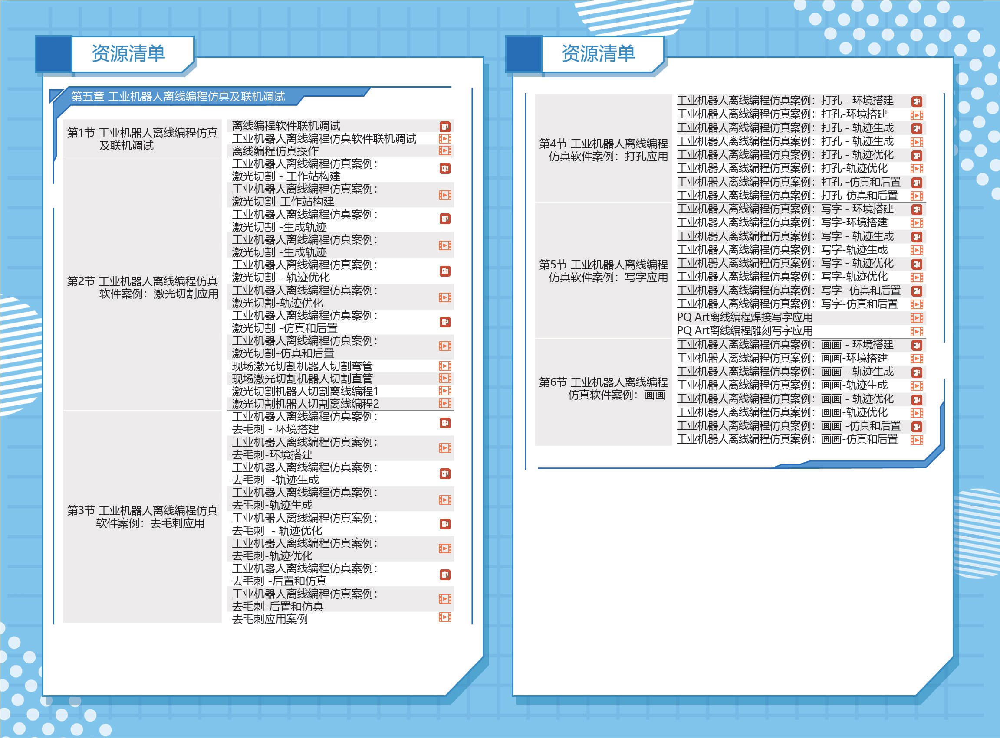 资源清单
第五章 工业机器人离线编程仿真及联机调试
第1节 工业机器人离线编程仿真
及联机调试
离线编程软件联机调试
工业机器人离线编程仿真软件联机调试
离线编程仿真操作
第2节 工业机器人离线编程仿真
软件案例：激光切割应用
工业机器人离线编程仿真案例：
激光切割 - 工作站构建
工业机器人离线编程仿真案例：
激光切割-工作站构建
工业机器人离线编程仿真案例：
激光切割 -生成轨迹
工业机器人离线编程仿真案例：
激光切割 -生成轨迹
工业机器人离线编程仿真案例：
激光切割 - 轨迹优化
工业机器人离线编程仿真案例：
激光切割-轨迹优化
工业机器人离线编程仿真案例：
激光切割 -仿真和后置
工业机器人离线编程仿真案例：
激光切割-仿真和后置
现场激光切割机器人切割弯管
现场激光切割机器人切割直管
激光切割机器人切割离线编程1
激光切割机器人切割离线编程2
第3节 工业机器人离线编程仿真
软件案例：去毛刺应用
工业机器人离线编程仿真案例：
去毛刺 - 环境搭建
工业机器人离线编程仿真案例：
去毛刺-环境搭建
工业机器人离线编程仿真案例：
去毛刺  -轨迹生成
工业机器人离线编程仿真案例：
去毛刺-轨迹生成
工业机器人离线编程仿真案例：
去毛刺  - 轨迹优化
工业机器人离线编程仿真案例：
去毛刺-轨迹优化
工业机器人离线编程仿真案例：
去毛刺 -后置和仿真
工业机器人离线编程仿真案例：
去毛刺-后置和仿真
去毛刺应用案例
资源清单
第4节 工业机器人离线编程
仿真软件案例：打孔应用
工业机器人离线编程仿真案例：打孔 - 环境搭建
工业机器人离线编程仿真案例：打孔-环境搭建
工业机器人离线编程仿真案例：打孔 - 轨迹生成
工业机器人离线编程仿真案例：打孔 - 轨迹生成
工业机器人离线编程仿真案例：打孔 - 轨迹优化
工业机器人离线编程仿真案例：打孔-轨迹优化
工业机器人离线编程仿真案例：打孔 -仿真和后置
工业机器人离线编程仿真案例：打孔-仿真和后置
第5节 工业机器人离线编程
仿真软件案例：写字应用
工业机器人离线编程仿真案例：写字 - 环境搭建
工业机器人离线编程仿真案例：写字-环境搭建
工业机器人离线编程仿真案例：写字 - 轨迹生成
工业机器人离线编程仿真案例：写字-轨迹生成
工业机器人离线编程仿真案例：写字 - 轨迹优化
工业机器人离线编程仿真案例：写字-轨迹优化
工业机器人离线编程仿真案例：写字 -仿真和后置
工业机器人离线编程仿真案例：写字-仿真和后置
PQ Art离线编程焊接写字应用
PQ Art离线编程雕刻写字应用
第6节 工业机器人离线编程
仿真软件案例：画画
工业机器人离线编程仿真案例：画画 - 环境搭建
工业机器人离线编程仿真案例：画画-环境搭建
工业机器人离线编程仿真案例：画画 - 轨迹生成
工业机器人离线编程仿真案例：画画-轨迹生成
工业机器人离线编程仿真案例：画画 - 轨迹优化
工业机器人离线编程仿真案例：画画-轨迹优化
工业机器人离线编程仿真案例：画画 -仿真和后置
工业机器人离线编程仿真案例：画画-仿真和后置